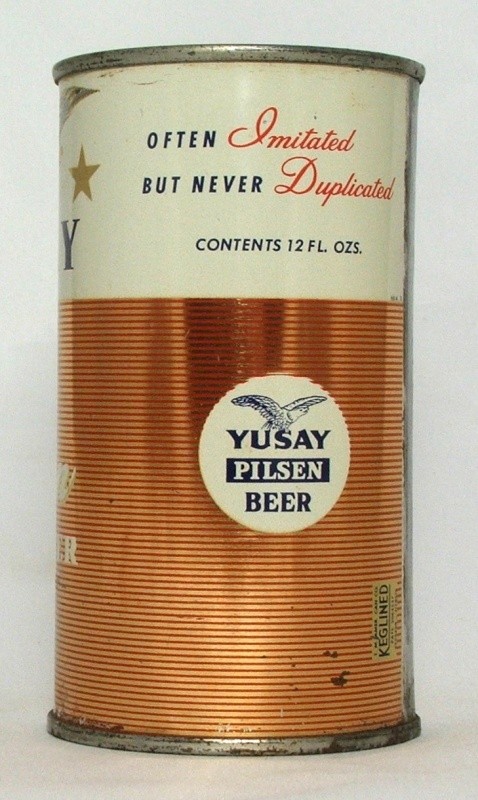 OFTEN Imitated
BUT NEVER Duplicated
CONTENTS 12 FL. OZS.
Y
YUSAY
PILSEN
BEER
KEGLINED